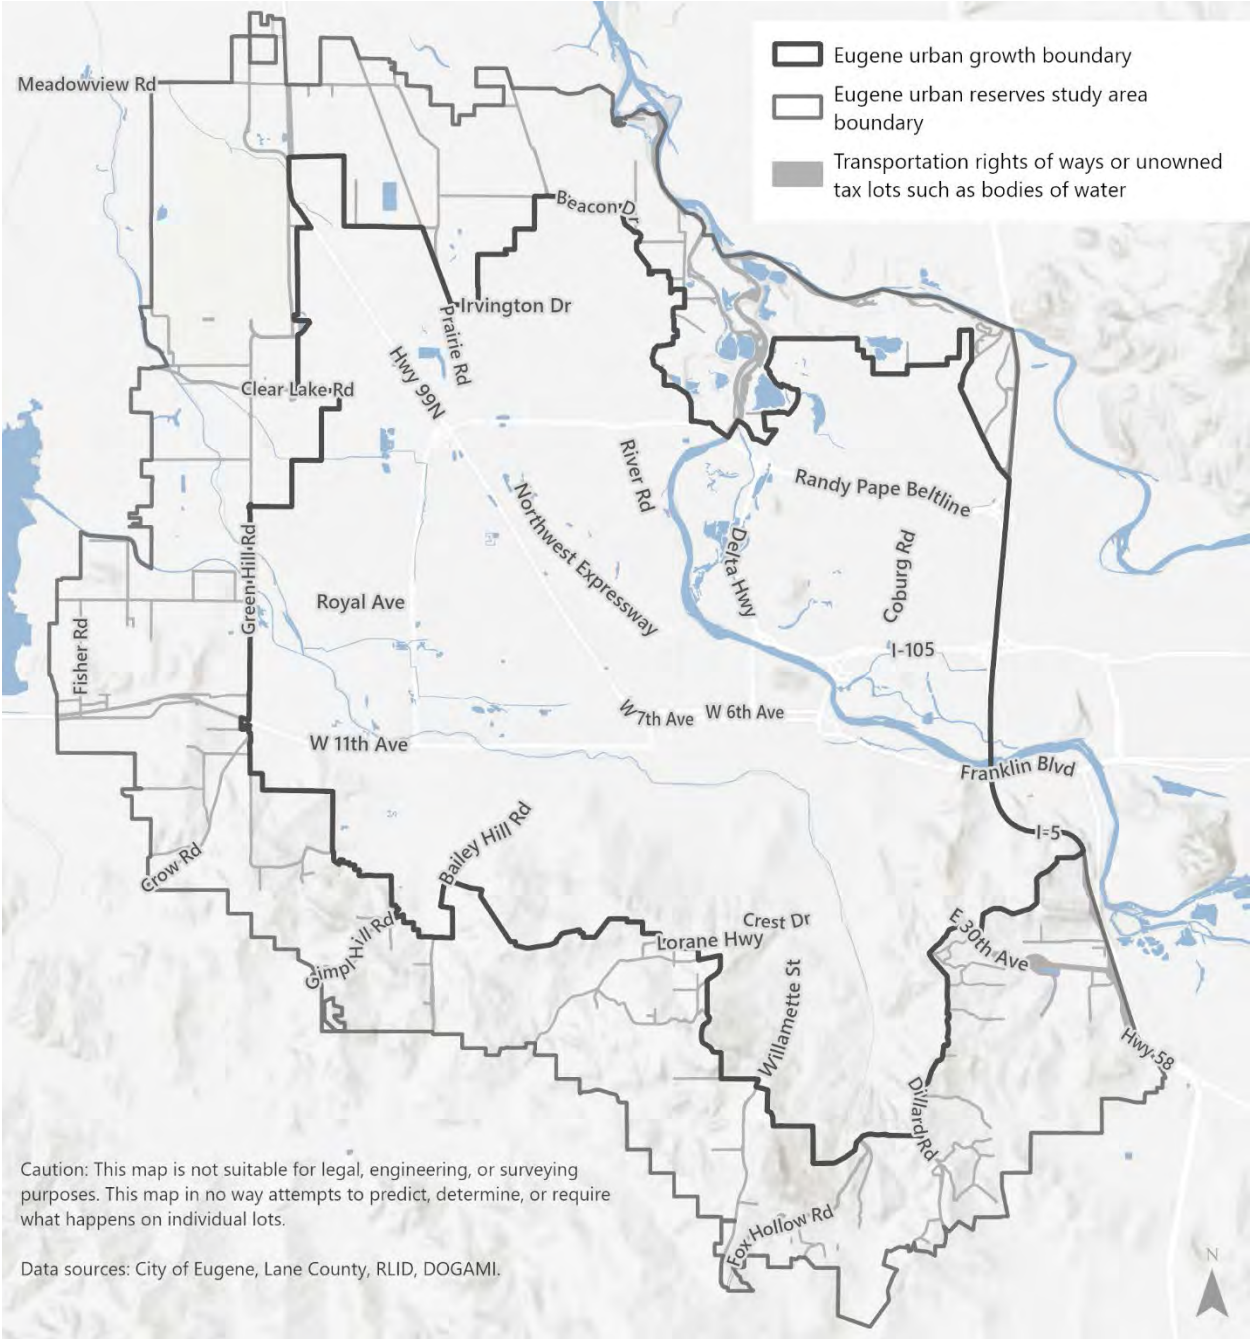 Eugene urban growth boundary
Eugene urban reserves study area
boundary
Transportation rights of ways or unowned
tax lots such as bodies of water
Meadowview Rd
Beacon Dr
Irvington Dr
Prairie Rd
Hwy 99N
Clear Lake Rd
River Rd
Randy Pape Beltline
Northwest Expressway
Delta Hwy
Coburg Rd
Green Hill Rd
Royal Ave
Fisher Rd
I-105
W 7th Ave
W 6th Ave
W 11th Ave
Franklin Blvd
I-5
Bailey Hill Rd
Crow Rd
Gimpl Hill Rd
Crest Dr
Lorane Hwy
E 30th Ave
Willamette St
Hwy 58
Dillard Rd
Fox Hollow Rd
Caution: This map is not suitable for legal, engineering, or surveying
purposes. This map in no way attempts to predict, determine, or require
what happens on individual lots.
Data sources: City of Eugene, Lane County, RLID, DOGAMI.
N